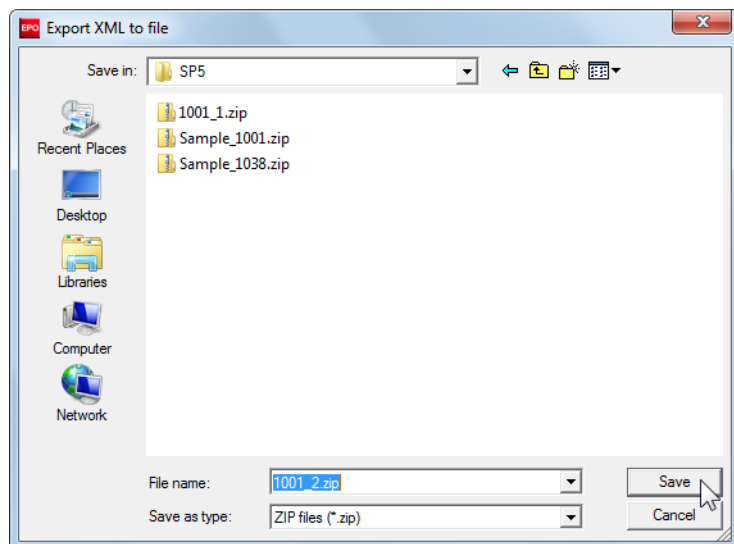 EPO Export XML to file
Save in: SP5
1001_1.zip
Sample_1001.zip
Sample_1038.zip
Recent Places
Desktop
Libraries
Computer
Network
File name: 1001_2.zip Save
Save as type: ZIP files (*.zip) Cancel